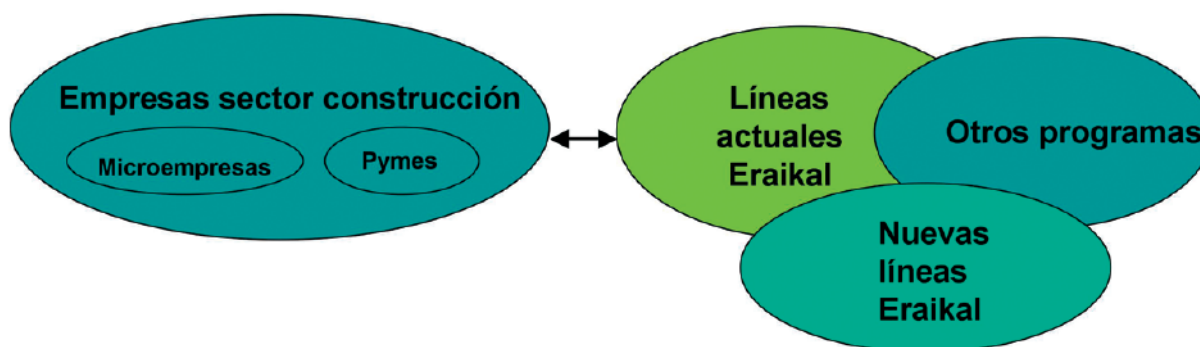 Empresas sector construcción
Microempresas
Pymes
Líneas
actuales
Eraikal
Otros programas
Nuevas
líneas
Eraikal